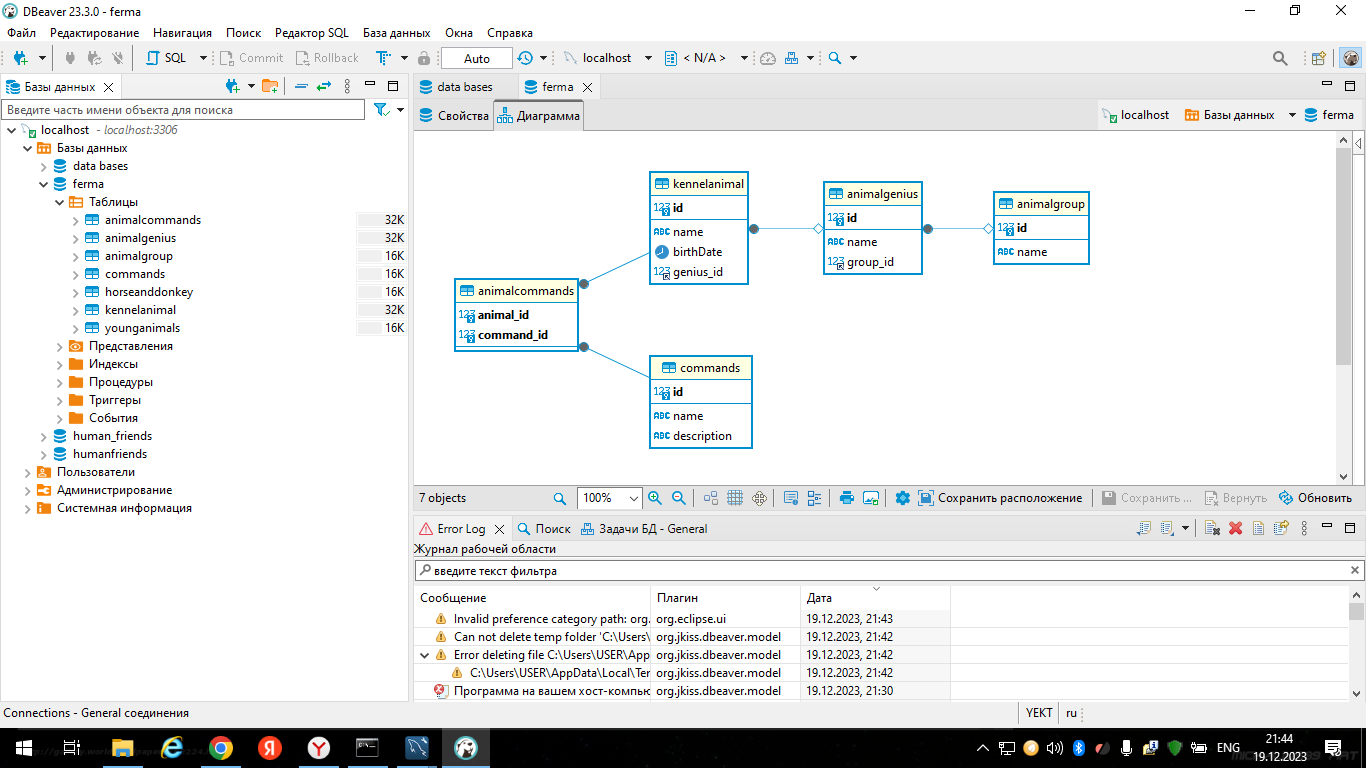 DBeaver 23.3.0 - ferma
Файл Редактирование Навигация Поиск Редактор SQL База данных Окна Справка
SQL Commit Rollback Auto localhost < N/A >
Базы данных
Введите часть имени объекта для поиска
localhost - localhost:3306
Базы данных
data bases
ferma
Таблицы
animalcommands 32K
animalgenius 32K
animalgroup 16K
commands 16K
horseanddonkey 16K
kennelanimal 32K
younganimals 16K
Представления
Индексы
Процедуры
Триггеры
События
human_friends
humanfriends
Пользователи
Администрирование
Системная информация
data bases ferma
Свойства Диаграмма localhost Базы данных ferma
kennelanimal
id
name
birthDate
genius_id
animalgenius
id
name
group_id
animalgroup
id
name
animalcommands
animal_id
command_id
commands
id
name
description
7 objects 100% Сохранить расположение Сохранить ... Вернуть Обновить
Error Log Поиск Задачи БД - General
Журнал рабочей области
введите текст фильтра
Сообщение Плагин Дата
Invalid preference category path: org. org.eclipse.ui 19.12.2023, 21:43
Can not delete temp folder 'C:\Users\ org.jkiss.dbeaver.model 19.12.2023, 21:42
Error deleting file C:\Users\USER\App org.jkiss.dbeaver.model 19.12.2023, 21:42
C:\Users\USER\AppData\Local\Ter org.jkiss.dbeaver.model 19.12.2023, 21:42
Программа на вашем хост-компью org.jkiss.dbeaver.model 19.12.2023, 21:30
Connections - General соединения YEKT ru
ENG
21:44
19.12.2023